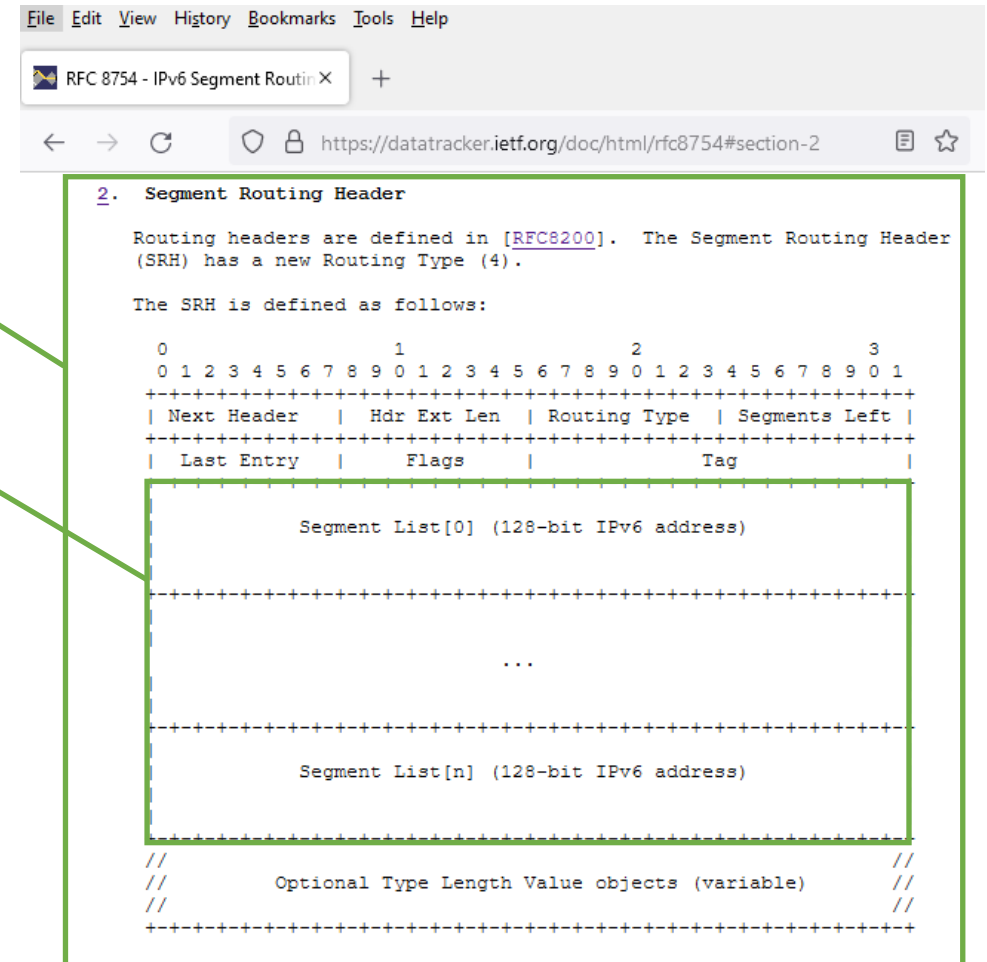 File Edit View History Bookmarks Tools Help
RFC 8754 - IPv6 Segment Routin
https://datatracker.ietf.org/doc/html/rfc8754#section-2
2. Segment Routing Header
Routing headers are defined in [RFC8200]. The Segment Routing Header
(SRH) has a new Routing Type (4).
The SRH is defined as follows:
0 1 2 3
0 1 2 3 4 5 6 7 8 9 0 1 2 3 4 5 6 7 8 9 0 1 2 3 4 5 6 7 8 9 0 1
+-+-+-+-+-+-+-+-+-+-+-+-+-+-+-+-+-+-+-+-+-+-+-+-+-+-+-+-+-+-+-+-+
| Next Header | Hdr Ext Len | Routing Type | Segments Left |
+-+-+-+-+-+-+-+-+-+-+-+-+-+-+-+-+-+-+-+-+-+-+-+-+-+-+-+-+-+-+-+-+
| Last Entry | Flags | Tag |
Segment List[0] (128-bit IPv6 address)
+-+-+-+-+-+-+-+-+-+-+-+-+-+-+-+-+-+-+-+-+-+-+-+-+-+-+-+-+-+-+-+-+
...
+-+-+-+-+-+-+-+-+-+-+-+-+-+-+-+-+-+-+-+-+-+-+-+-+-+-+-+-+-+-+-+-+
Segment List[n] (128-bit IPv6 address)
+-+-+-+-+-+-+-+-+-+-+-+-+-+-+-+-+-+-+-+-+-+-+-+-+-+-+-+-+-+-+-+-+
// //
// Optional Type Length Value objects (variable) //
// //
+-+-+-+-+-+-+-+-+-+-+-+-+-+-+-+-+-+-+-+-+-+-+-+-+-+-+-+-+-+-+-+-+